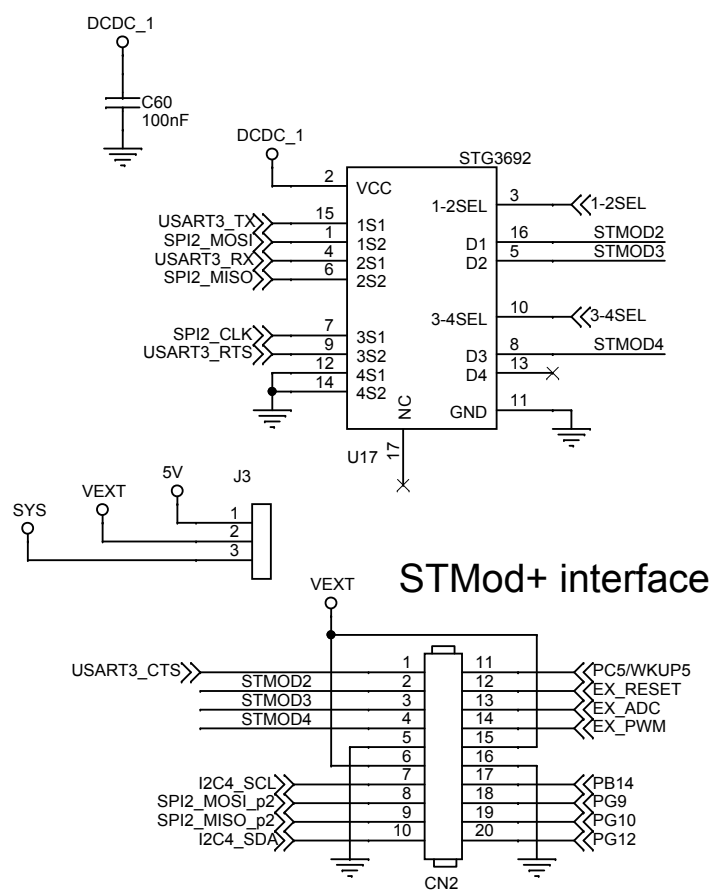 DCDC_1
C60
100nF
DCDC_1
STG3692
2 VCC
3 1-2SEL 1-2SEL
USART3_TX 15 1S1
SPI2_MOSI 1 1S2
D1 16 STMOD2
USART3_RX 4 2S1
D2 5 STMOD3
SPI2_MISO 6 2S2
3-4SEL 10 3-4SEL
SPI2_CLK 7 3S1
USART3_RTS 9 3S2
D3 8 STMOD4
12 4S1
D4 13
14 4S2
NC
GND 11
U17 17
5V
J3
VEXT
SYS
1
2
3
STMod+ interface
VEXT
USART3_CTS 1 11 PC5/WKUP5
STMOD2 2 12 EX_RESET
STMOD3 3 13 EX_ADC
STMOD4 4 14 EX_PWM
5 15
6 16
I2C4_SCL 7 17 PB14
SPI2_MOSI_p2 8 18 PG9
SPI2_MISO_p2 9 19 PG10
I2C4_SDA 10 20 PG12
CN2